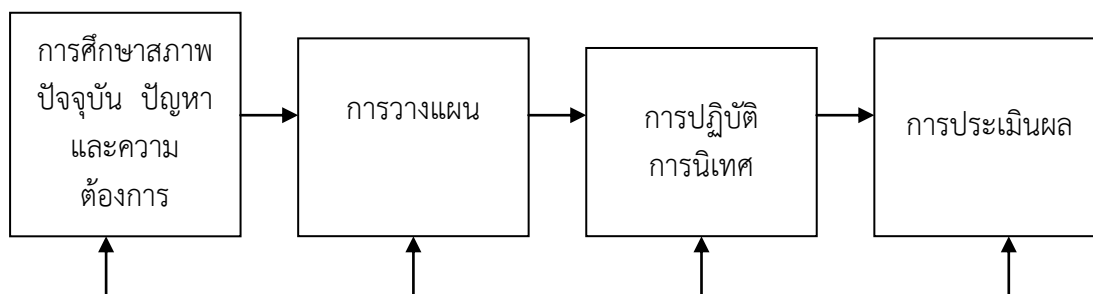 การศึกษาสภาพ
ปัจจุบัน ปัญหา
และความ
ต้องการ
การวางแผน
การปฏิบัติ
การนิเทศ
การประเมินผล